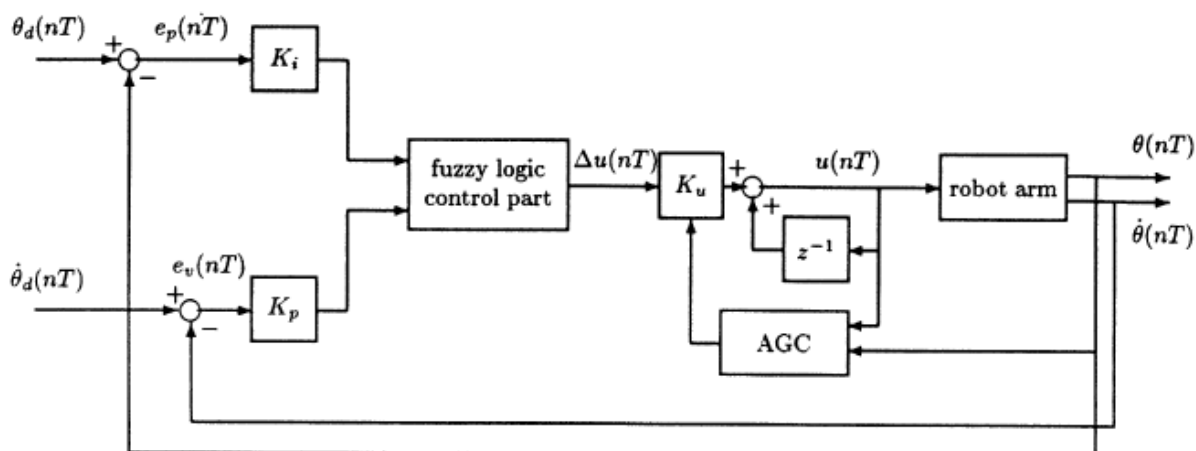 θ_d(nT)
+
−
e_p(nT)
K_i
fuzzy logic
control part
Δu(nT)
K_u
+
+
u(nT)
z⁻¹
robot arm
θ(nT)
θ̇(nT)
θ̇_d(nT)
+
−
e_v(nT)
K_p
AGC